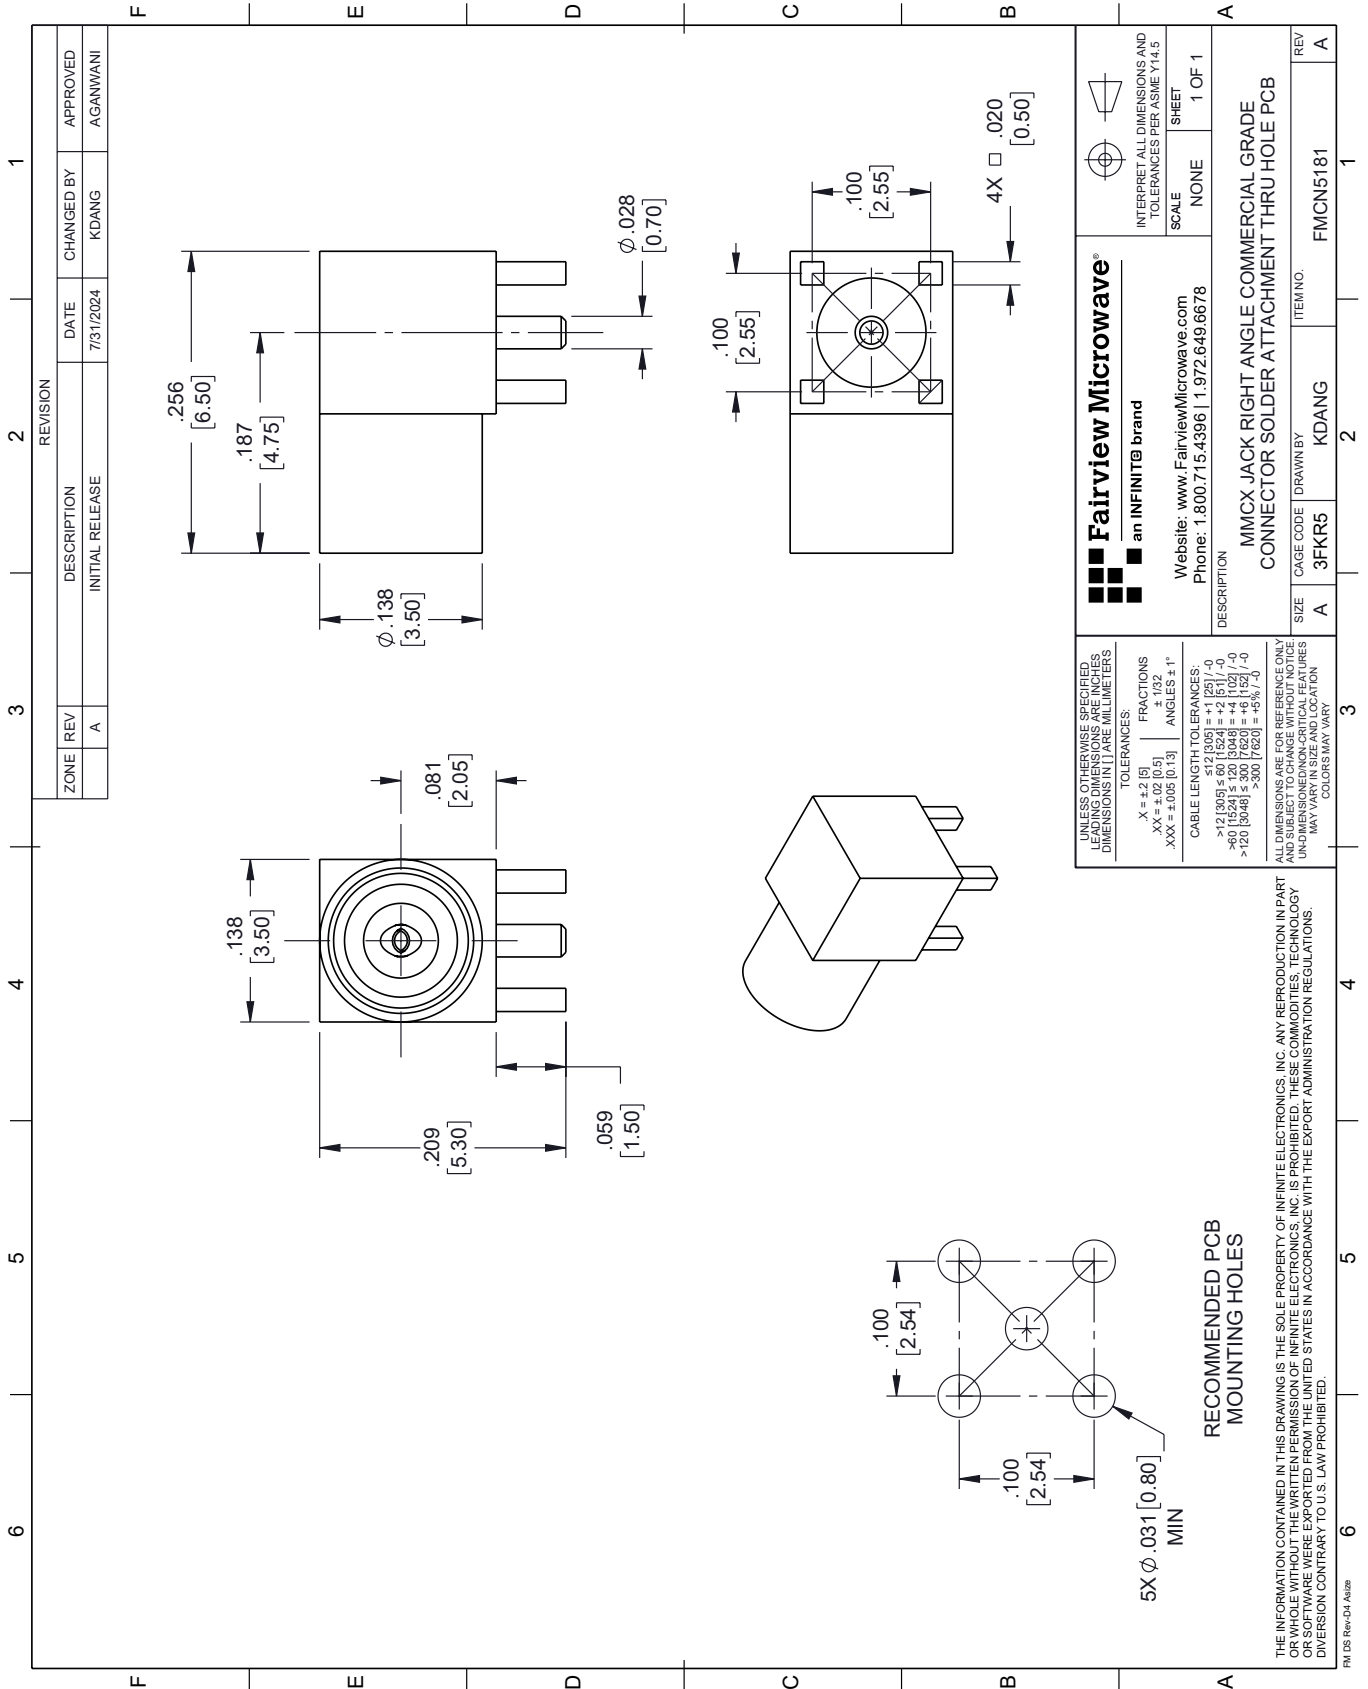 6
5
4
3
2
1
F
E
D
C
B
A
REVISION
ZONE REV DESCRIPTION DATE CHANGED BY APPROVED
A INITIAL RELEASE 7/31/2024 KDANG AGANWANI
.138
[3.50]
.081
[2.05]
.209
[5.30]
.059
[1.50]
.256
[6.50]
.187
[4.75]
∅.138
[3.50]
∅.028
[0.70]
.100
[2.54]
.100
[2.54]
5X ∅.031 [0.80]
MIN
RECOMMENDED PCB
MOUNTING HOLES
.100
[2.55]
.100
[2.55]
4X □ .020
[0.50]
UNLESS OTHERWISE SPECIFIED
LEADING DIMENSIONS ARE INCHES
DIMENSIONS IN [ ] ARE MILLIMETERS
TOLERANCES:
.X = ±.2 [5] FRACTIONS
.XX = ±.02 [0.5] ± 1/32
.XXX = ±.005 [0.13] ANGLES ± 1°
CABLE LENGTH TOLERANCES:
≤12 [305] = +1 [25] / -0
>12 [305] ≤ 60 [1524] = +2 [51] / -0
>60 [1524] ≤ 120 [3048] = +4 [102] / -0
>120 [3048] ≤ 300 [7620] = +6 [152] / -0
>300 [7620] = +5% / -0
ALL DIMENSIONS ARE FOR REFERENCE ONLY
AND SUBJECT TO CHANGE WITHOUT NOTICE.
UN-DIMENSIONED/NON-CRITICAL FEATURES
MAY VARY IN SIZE AND LOCATION
COLORS MAY VARY
Fairview Microwave®
an INFINIT⊜ brand
Website: www.FairviewMicrowave.com
Phone: 1.800.715.4396 | 1.972.649.6678
INTERPRET ALL DIMENSIONS AND
TOLERANCES PER ASME Y14.5
SCALE SHEET
NONE 1 OF 1
DESCRIPTION
MMCX JACK RIGHT ANGLE COMMERCIAL GRADE
CONNECTOR SOLDER ATTACHMENT THRU HOLE PCB
SIZE CAGE CODE DRAWN BY ITEM NO. REV
A 3FKR5 KDANG FMCN5181 A
THE INFORMATION CONTAINED IN THIS DRAWING IS THE SOLE PROPERTY OF INFINITE ELECTRONICS, INC. ANY REPRODUCTION IN PART
OR WHOLE WITHOUT THE WRITTEN PERMISSION OF INFINITE ELECTRONICS, INC. IS PROHIBITED. THESE COMMODITIES, TECHNOLOGY
OR SOFTWARE WERE EXPORTED FROM THE UNITED STATES IN ACCORDANCE WITH THE EXPORT ADMINISTRATION REGULATIONS.
DIVERSION CONTRARY TO U.S. LAW PROHIBITED.
F
E
D
C
B
A
6
5
4
3
2
1
FM DS Rev-D4 Asize